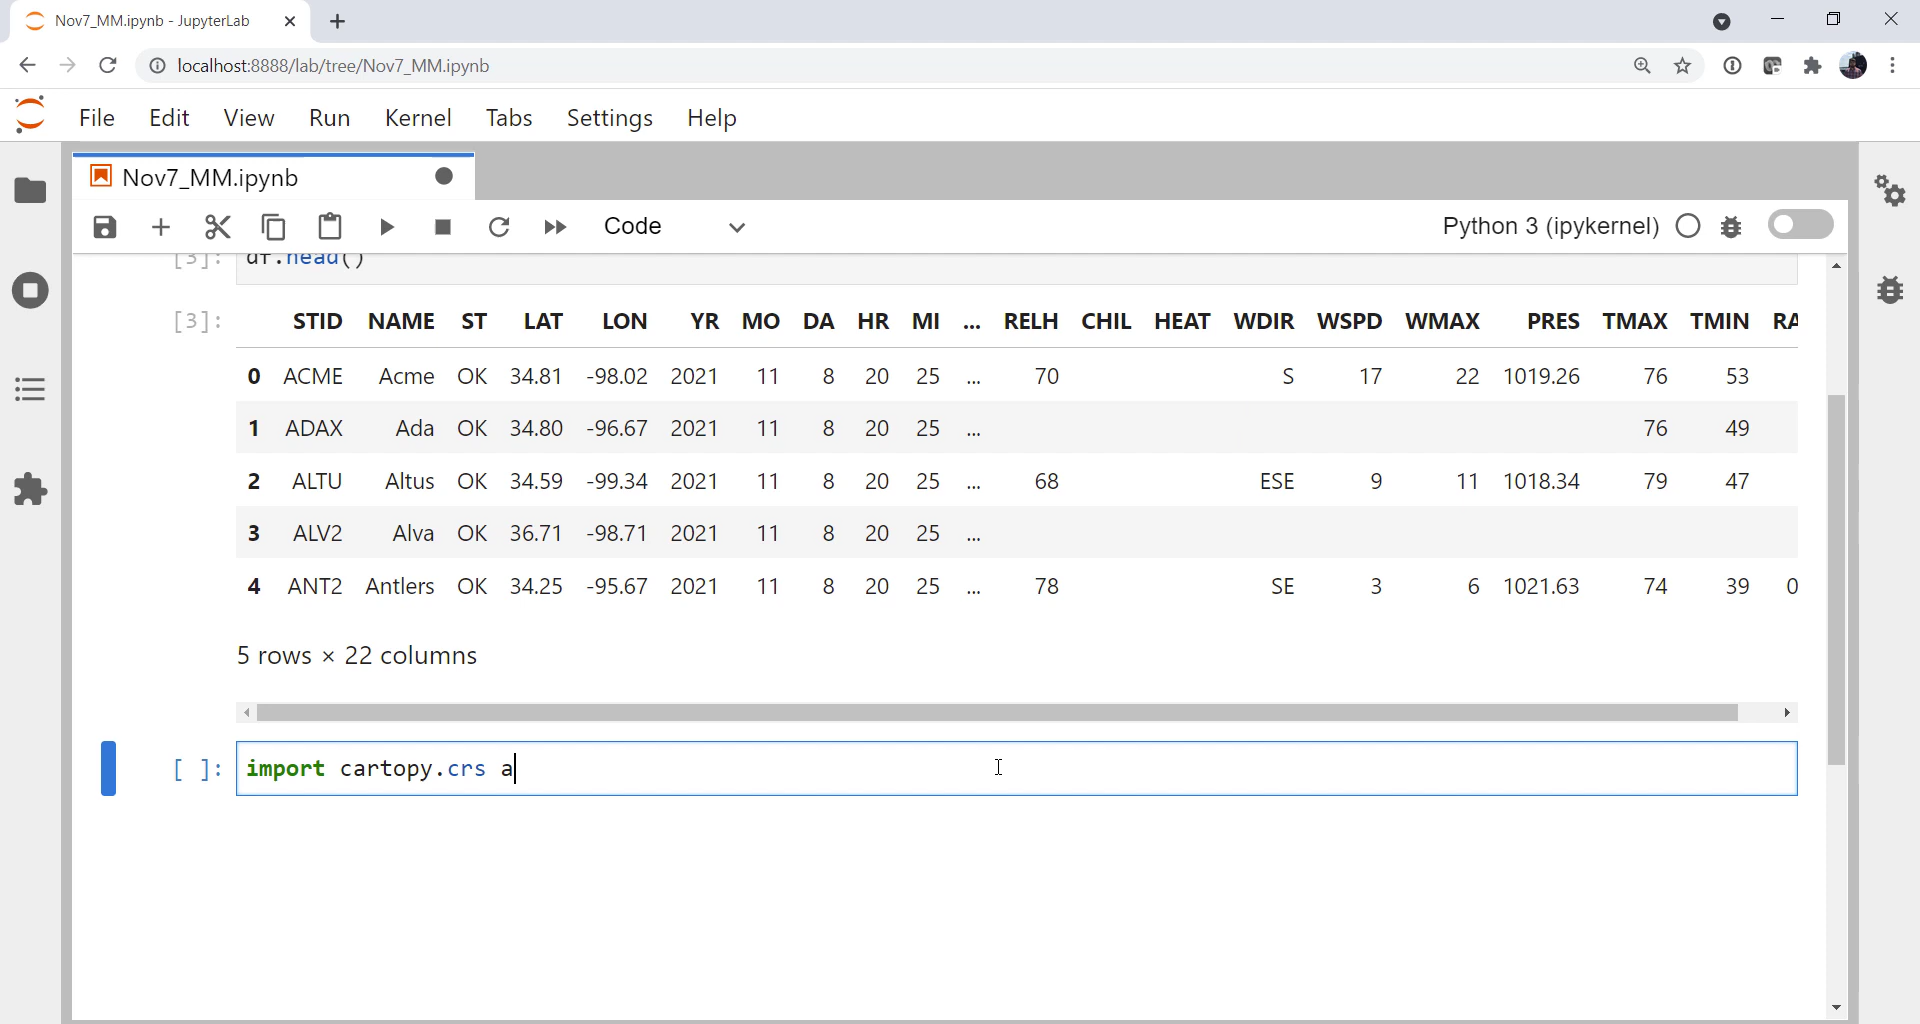 Nov7_MM.ipynb - JupyterLab
localhost:8888/lab/tree/Nov7_MM.ipynb
File Edit View Run Kernel Tabs Settings Help
Nov7_MM.ipynb
Code Python 3 (ipykernel)
[3]: df.head()
[3]: STID NAME ST LAT LON YR MO DA HR MI ... RELH CHIL HEAT WDIR WSPD WMAX PRES TMAX TMIN RA
0 ACME Acme OK 34.81 -98.02 2021 11 8 20 25 ... 70 S 17 22 1019.26 76 53
1 ADAX Ada OK 34.80 -96.67 2021 11 8 20 25 ... 76 49
2 ALTU Altus OK 34.59 -99.34 2021 11 8 20 25 ... 68 ESE 9 11 1018.34 79 47
3 ALV2 Alva OK 36.71 -98.71 2021 11 8 20 25 ...
4 ANT2 Antlers OK 34.25 -95.67 2021 11 8 20 25 ... 78 SE 3 6 1021.63 74 39 0
5 rows × 22 columns
[ ]: import cartopy.crs a